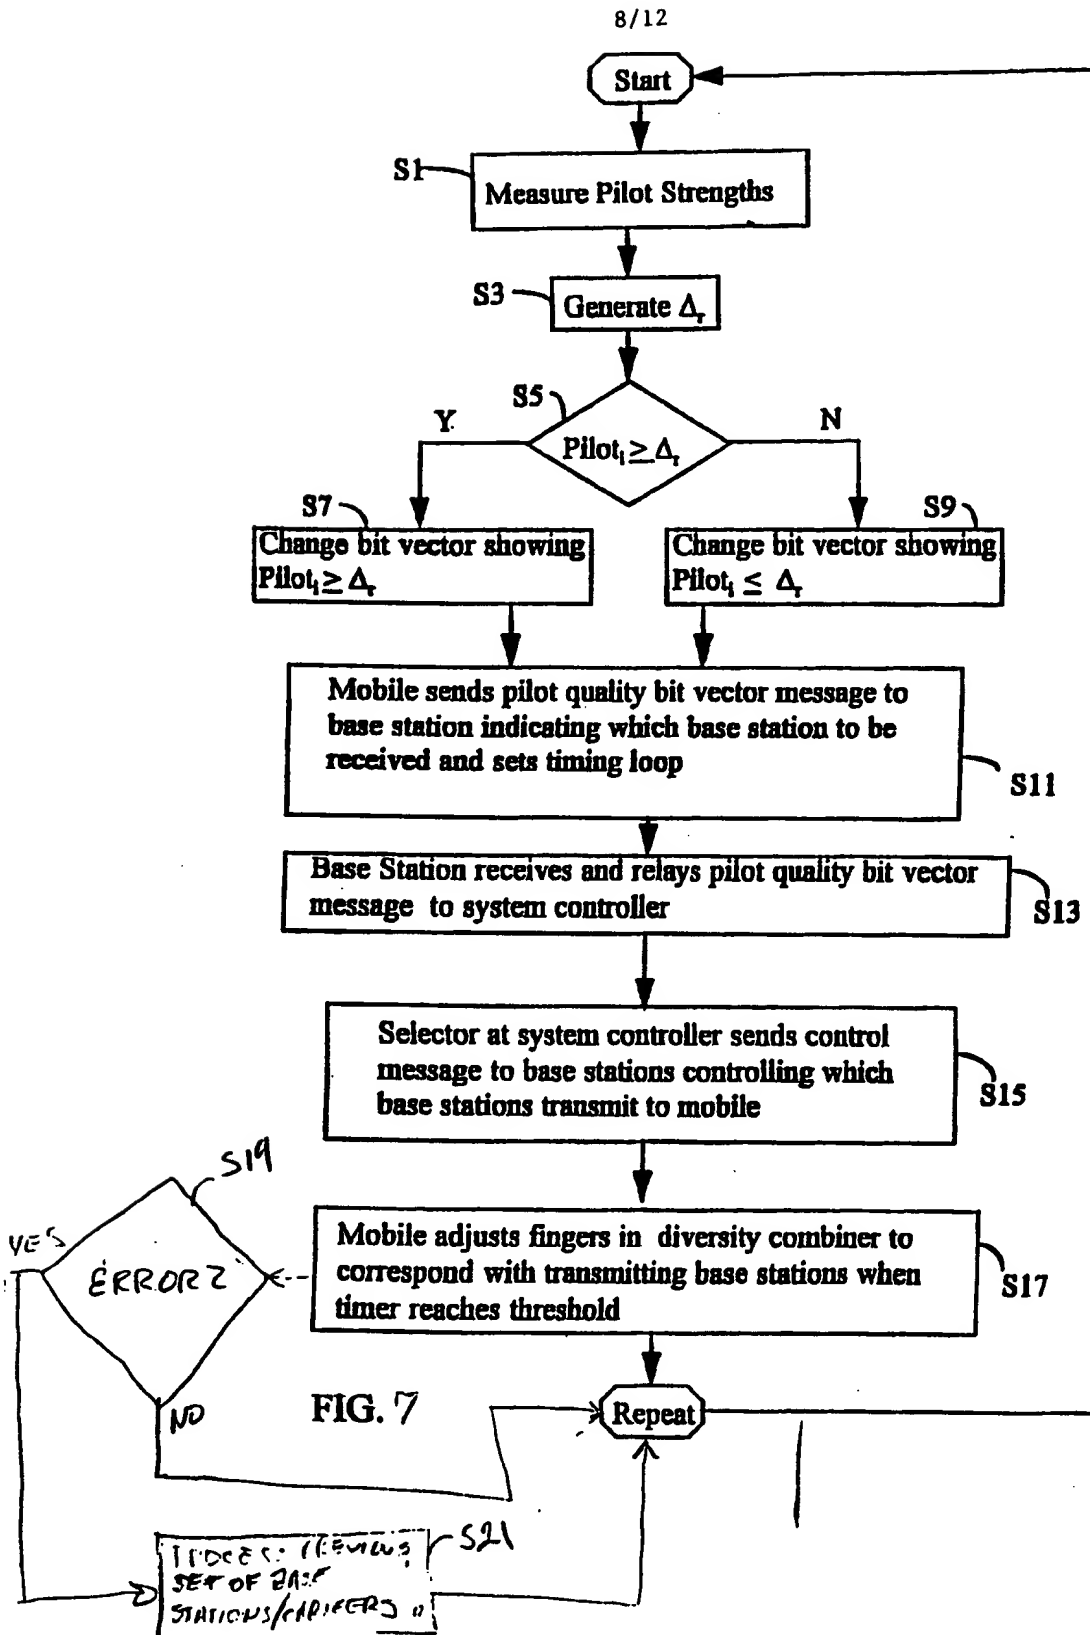 8/12
Start
S1
Measure Pilot Strengths
S3
Generate Δr
S5
Y
N
Pilot_i ≥ Δr
S7
S9
Change bit vector showing
Pilot_i ≥ Δr
Change bit vector showing
Pilot_i ≤ Δr
Mobile sends pilot quality bit vector message to
base station indicating which base station to be
received and sets timing loop
S11
Base Station receives and relays pilot quality bit vector
message to system controller
S13
Selector at system controller sends control
message to base stations controlling which
base stations transmit to mobile
S15
S19
YES
ERROR?
Mobile adjusts fingers in diversity combiner to
correspond with transmitting base stations when
timer reaches threshold
S17
NO
FIG. 7
Repeat
S21
PREVIOUS
SET OF BASE
STATIONS/CARRIERS